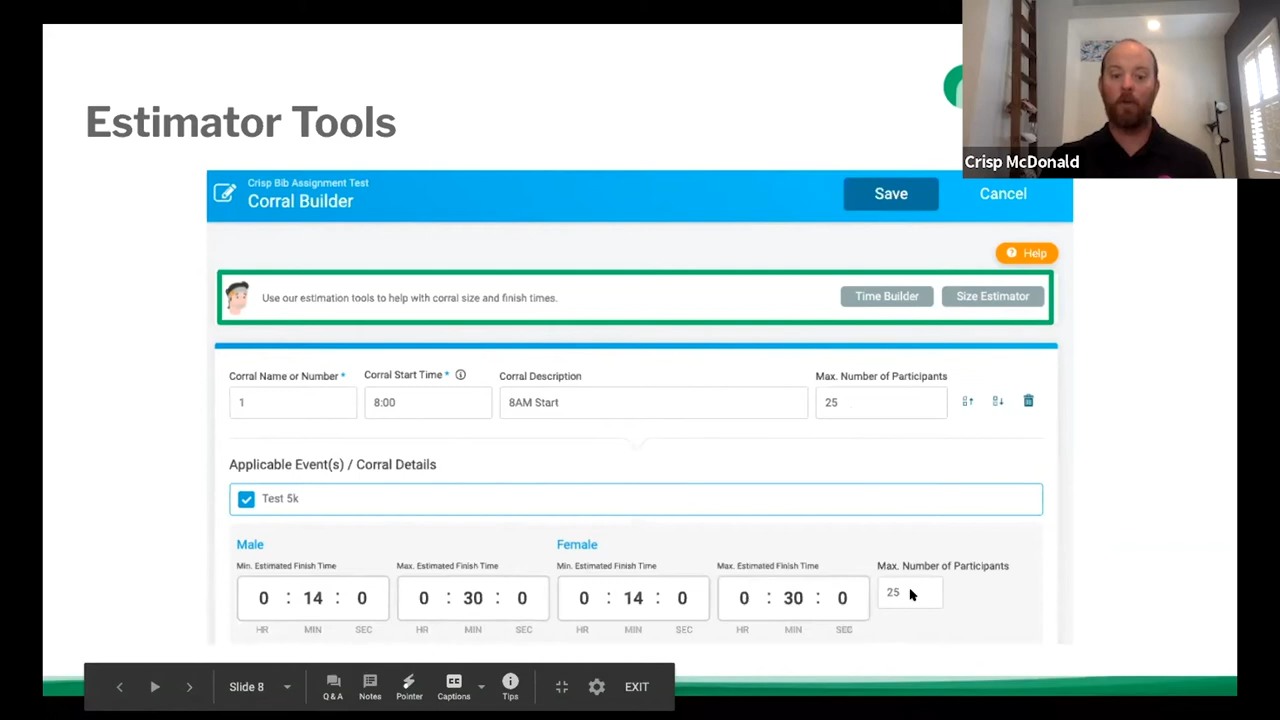 Estimator Tools
Crisp McDonald
Crisp Bib Assignment Test
Corral Builder
Save
Cancel
Help
Use our estimation tools to help with corral size and finish times.
Time Builder
Size Estimator
Corral Name or Number *
Corral Start Time *
Corral Description
Max. Number of Participants
1
8:00
8AM Start
25
Applicable Event(s) / Corral Details
Test 5k
Male
Female
Min. Estimated Finish Time
Max. Estimated Finish Time
Min. Estimated Finish Time
Max. Estimated Finish Time
Max. Number of Participants
0 : 14 : 0
0 : 30 : 0
0 : 14 : 0
0 : 30 : 0
25
HR MIN SEC
HR MIN SEC
HR MIN SEC
HR MIN SEC
Slide 8
Q & A
Notes
Pointer
CC
Captions
Tips
EXIT